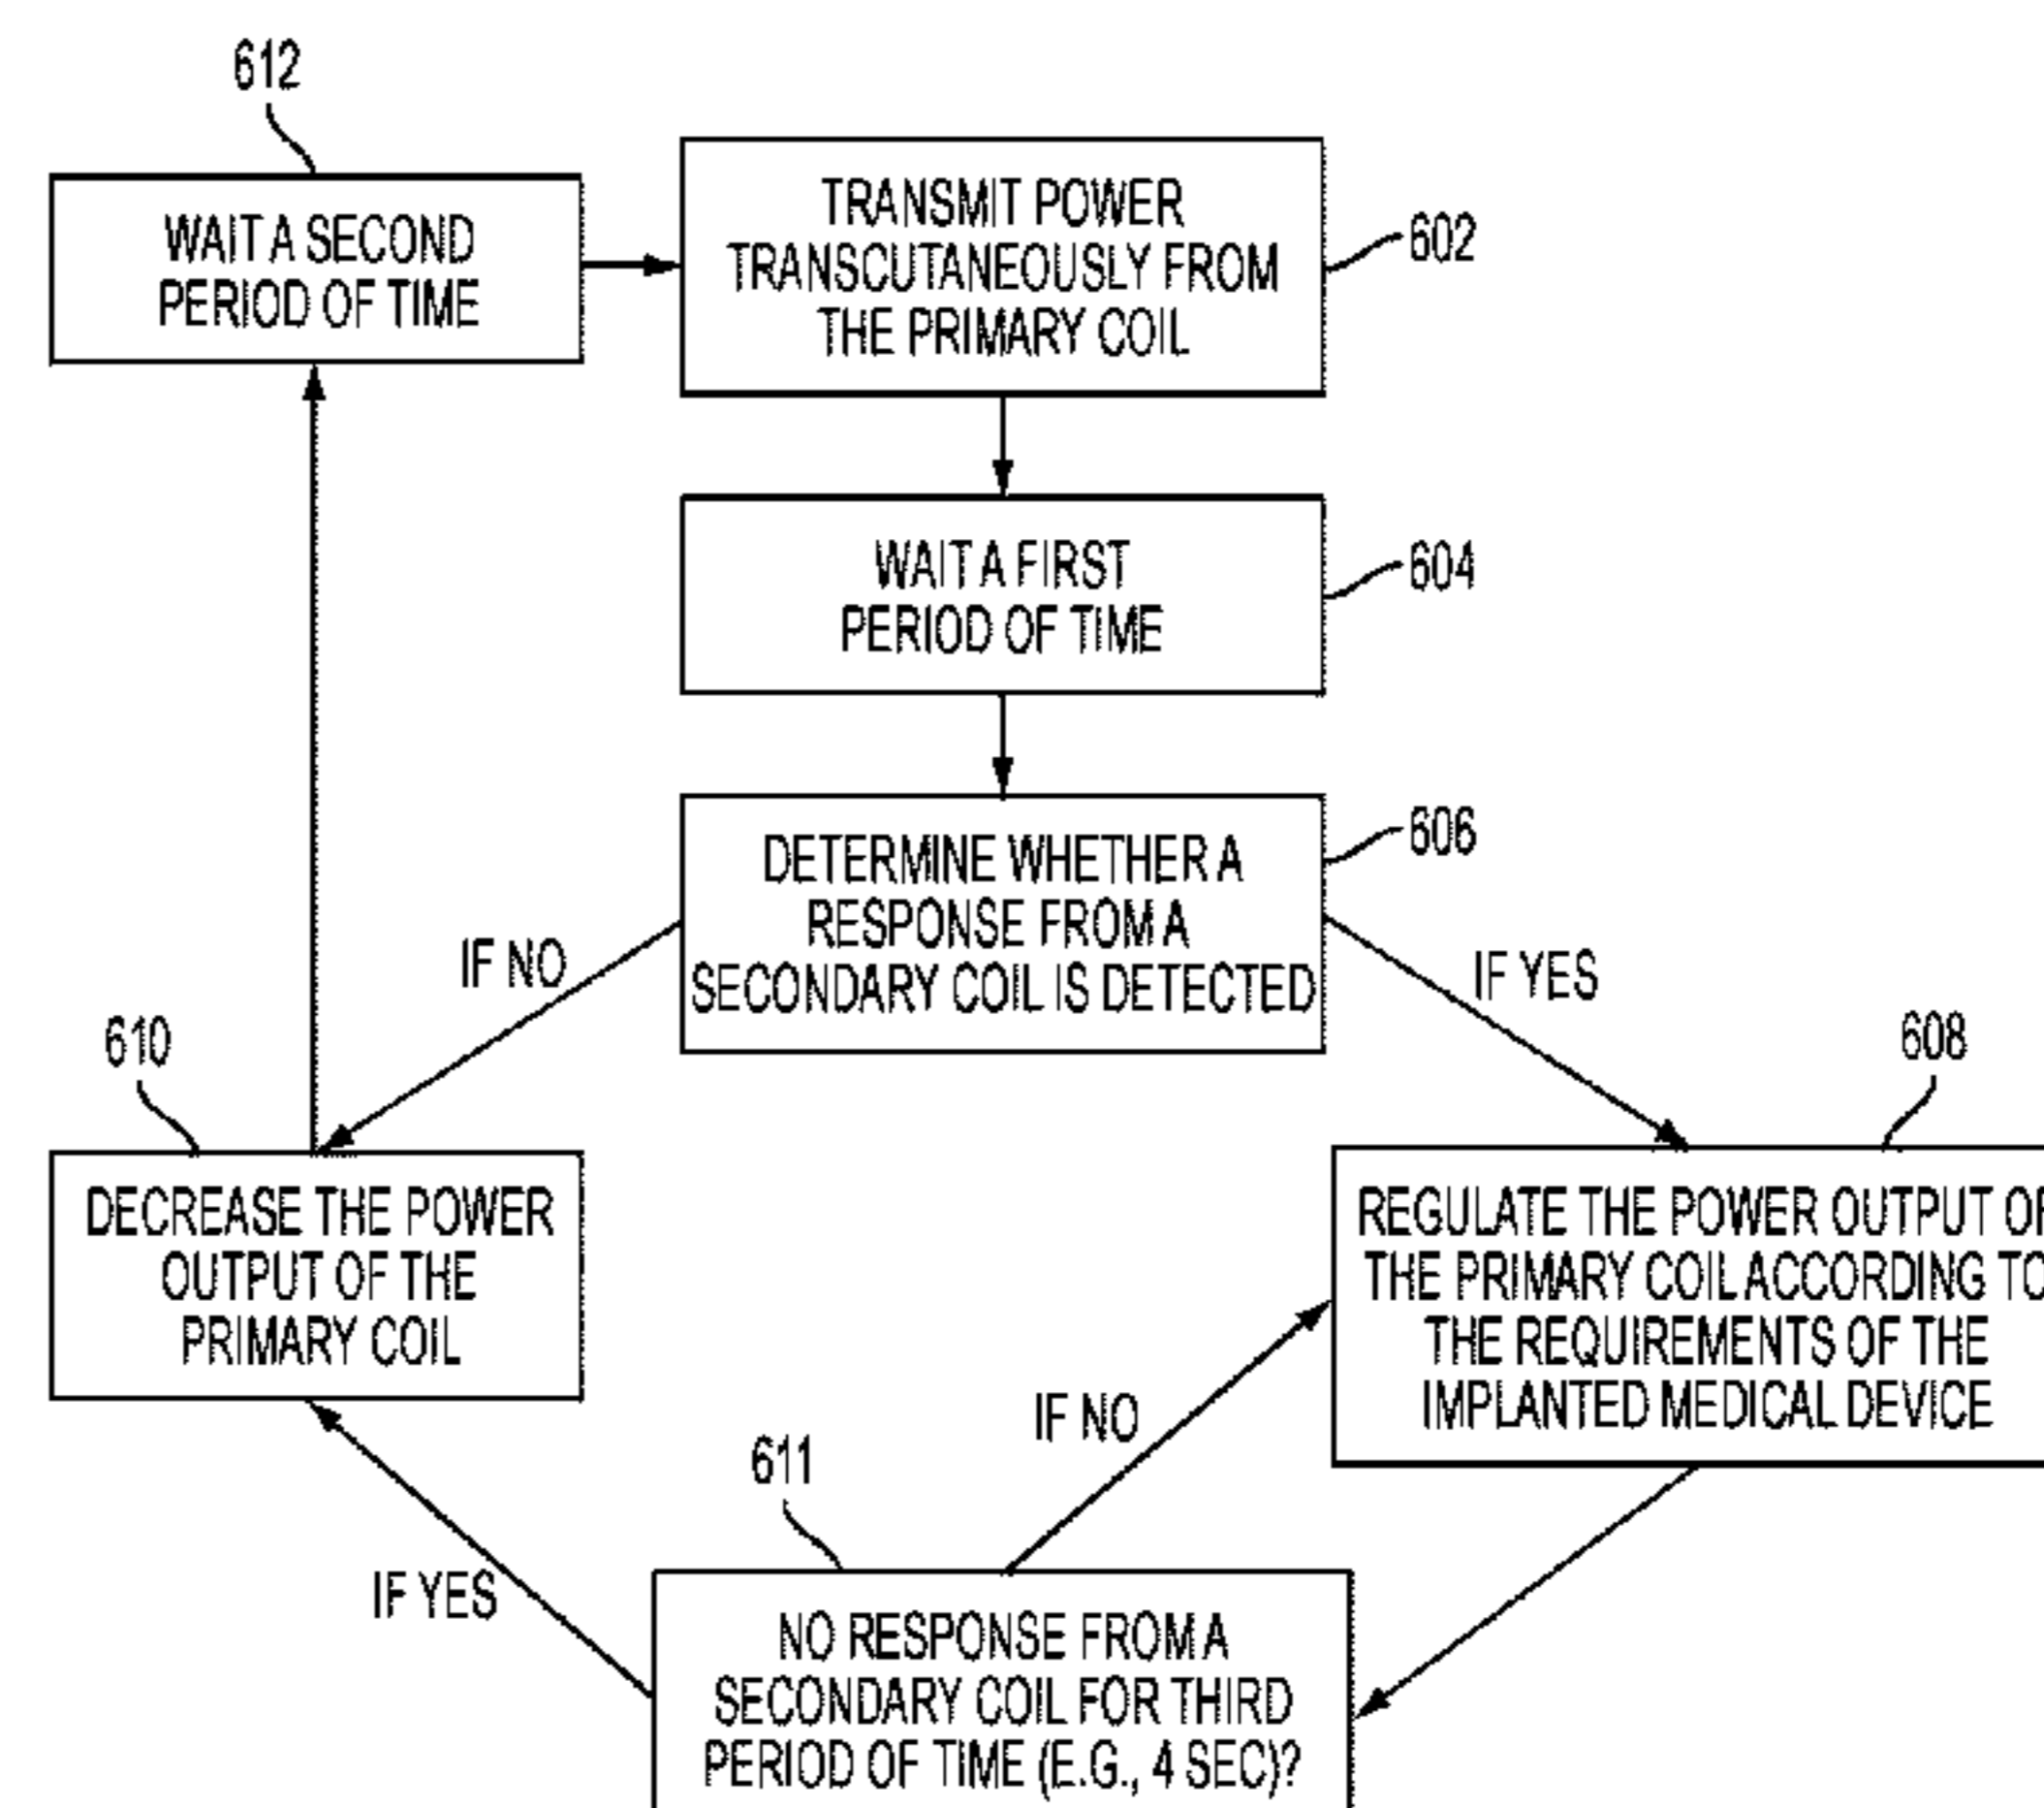 612
WAIT A SECOND
PERIOD OF TIME
TRANSMIT POWER
TRANSCUTANEOUSLY FROM
THE PRIMARY COIL
602
WAIT A FIRST
PERIOD OF TIME
604
DETERMINE WHETHER A
RESPONSE FROM A
SECONDARY COIL IS DETECTED
606
IF NO
IF YES
610
608
DECREASE THE POWER
OUTPUT OF THE
PRIMARY COIL
REGULATE THE POWER OUTPUT OF
THE PRIMARY COIL ACCORDING TO
THE REQUIREMENTS OF THE
IMPLANTED MEDICAL DEVICE
IF NO
611
IF YES
NO RESPONSE FROM A
SECONDARY COIL FOR THIRD
PERIOD OF TIME (E.G., 4 SEC)?